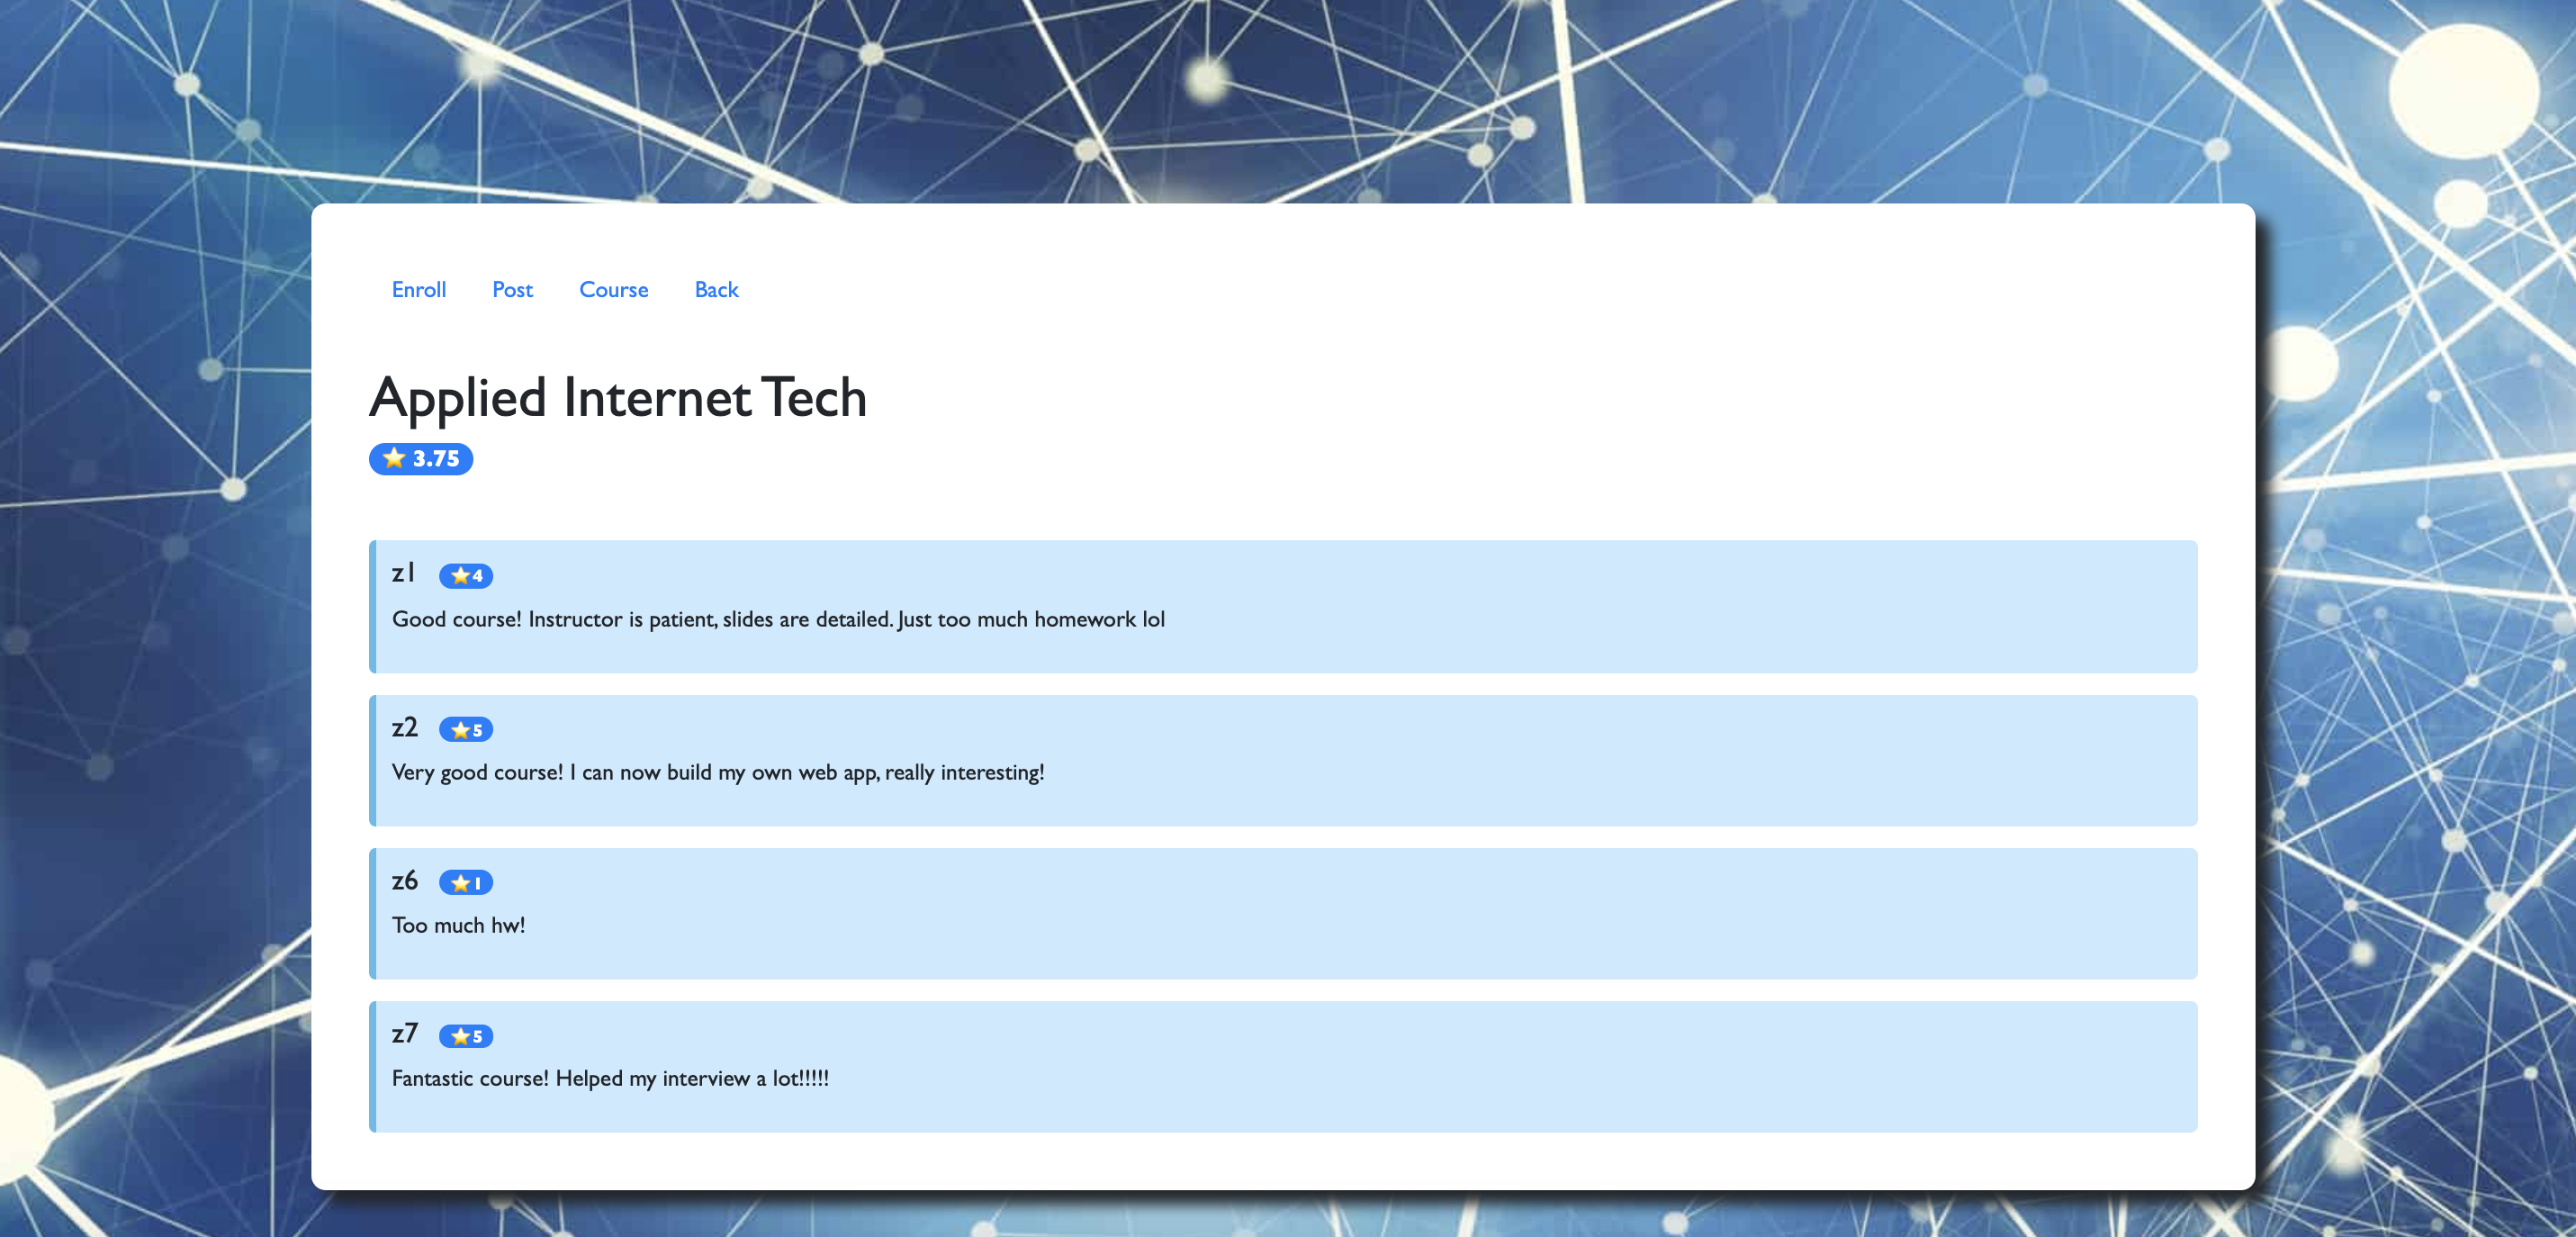 Enroll Post Course Back
Applied Internet Tech
⭐ 3.75
z1 ⭐4
Good course! Instructor is patient, slides are detailed. Just too much homework lol
z2 ⭐5
Very good course! I can now build my own web app, really interesting!
z6 ⭐1
Too much hw!
z7 ⭐5
Fantastic course! Helped my interview a lot!!!!!